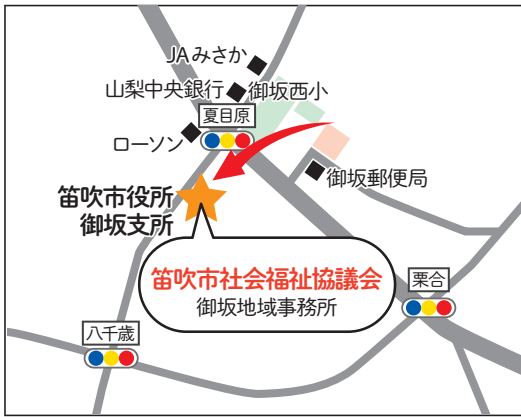 JAみさか
山梨中央銀行
御坂西小
夏目原
ローソン
御坂郵便局
笛吹市役所
御坂支所
笛吹市社会福祉協議会
御坂地域事務所
栗合
八千歳